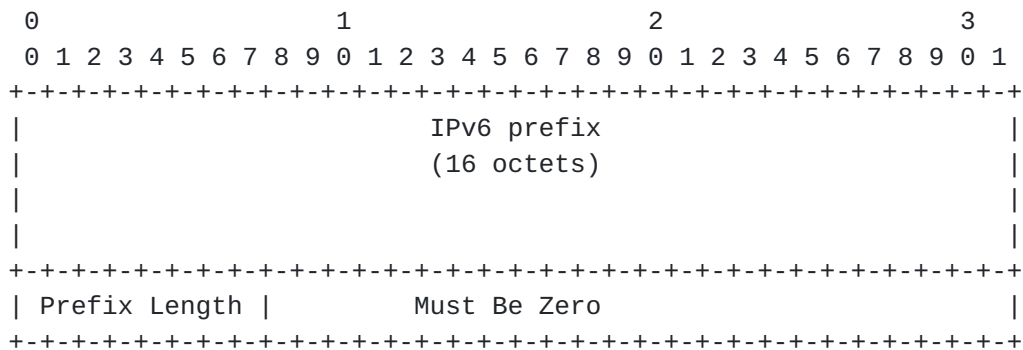 0                   1                   2                   3
 0 1 2 3 4 5 6 7 8 9 0 1 2 3 4 5 6 7 8 9 0 1 2 3 4 5 6 7 8 9 0 1
+-+-+-+-+-+-+-+-+-+-+-+-+-+-+-+-+-+-+-+-+-+-+-+-+-+-+-+-+-+-+-+-+
|                          IPv6 prefix                          |
|                          (16 octets)                          |
|                                                               |
|                                                               |
+-+-+-+-+-+-+-+-+-+-+-+-+-+-+-+-+-+-+-+-+-+-+-+-+-+-+-+-+-+-+-+-+
| Prefix Length |         Must Be Zero                          |
+-+-+-+-+-+-+-+-+-+-+-+-+-+-+-+-+-+-+-+-+-+-+-+-+-+-+-+-+-+-+-+-+